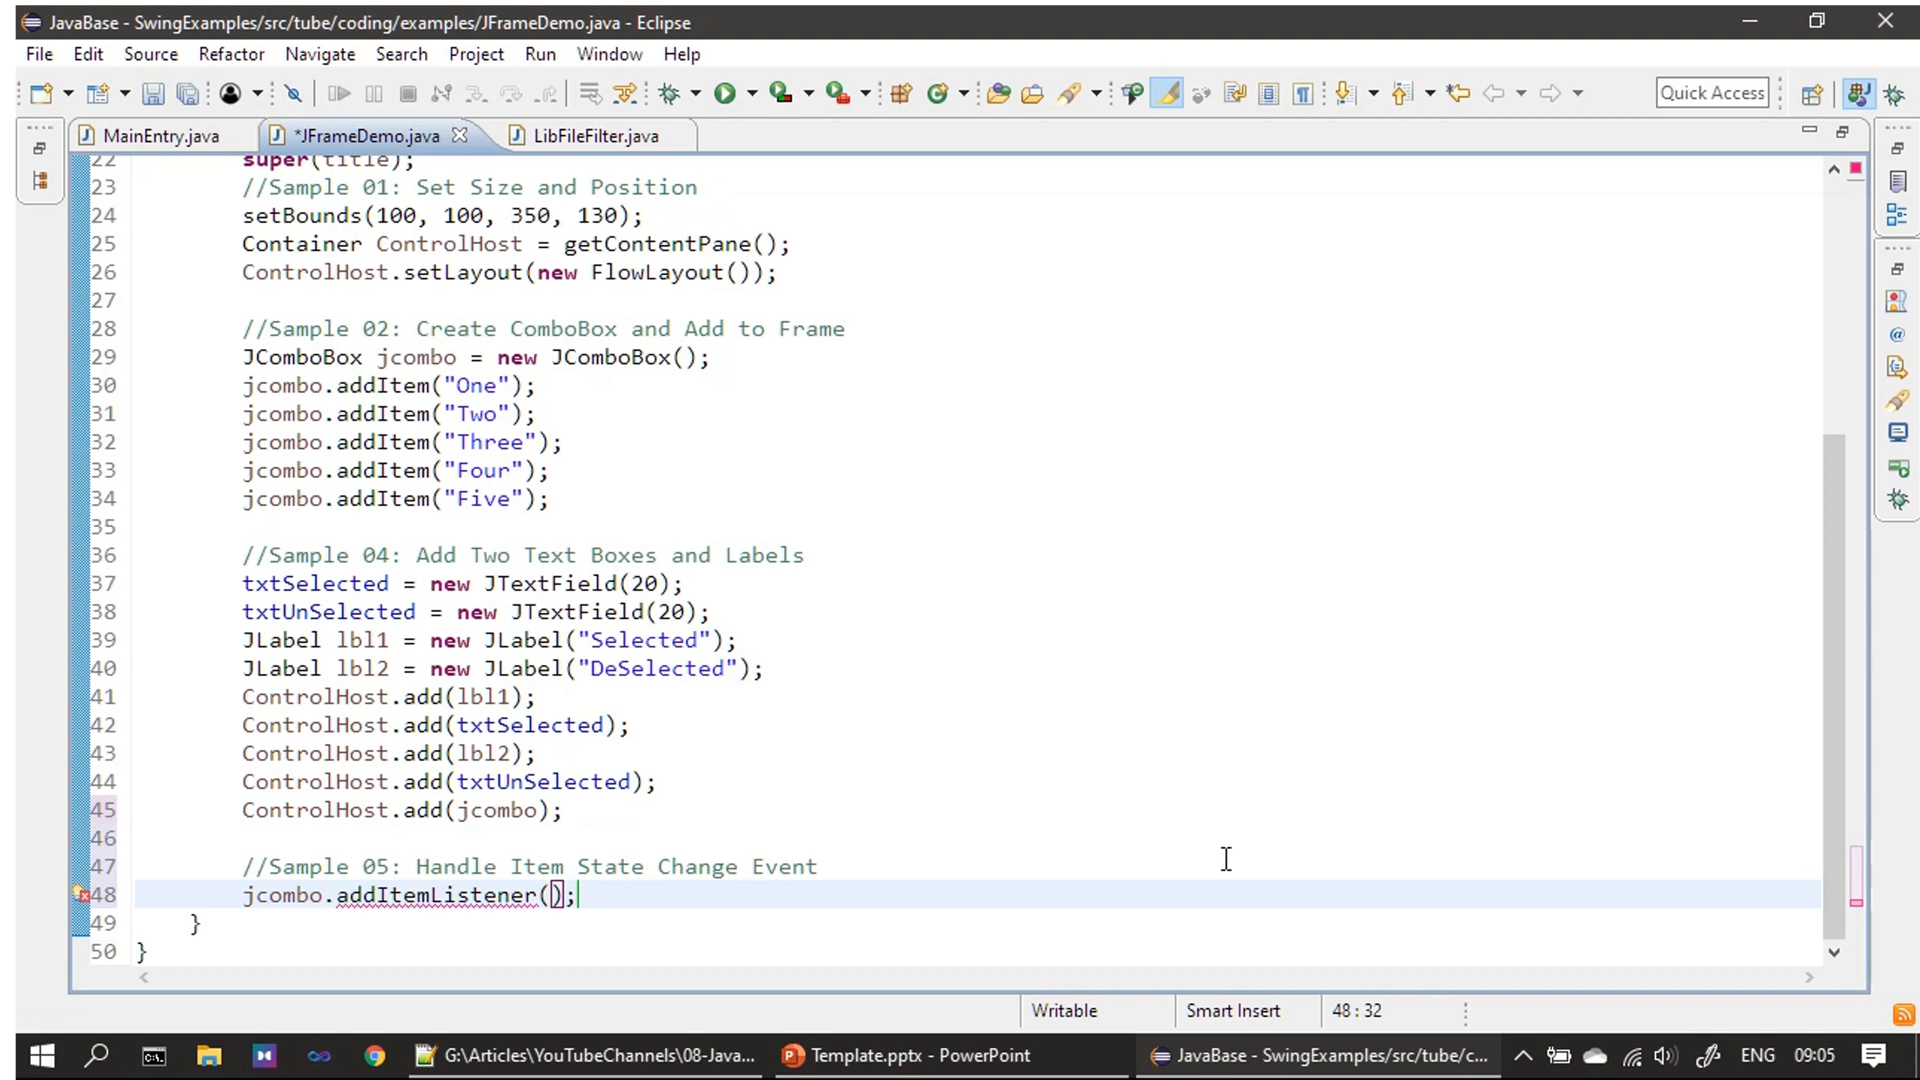 JavaBase - SwingExamples/src/tube/coding/examples/JFrameDemo.java - Eclipse
File Edit Source Refactor Navigate Search Project Run Window Help
Quick Access
MainEntry.java *JFrameDemo.java LibFileFilter.java
22 super(title);
23 //Sample 01: Set Size and Position
24 setBounds(100, 100, 350, 130);
25 Container ControlHost = getContentPane();
26 ControlHost.setLayout(new FlowLayout());
27
28 //Sample 02: Create ComboBox and Add to Frame
29 JComboBox jcombo = new JComboBox();
30 jcombo.addItem("One");
31 jcombo.addItem("Two");
32 jcombo.addItem("Three");
33 jcombo.addItem("Four");
34 jcombo.addItem("Five");
35
36 //Sample 04: Add Two Text Boxes and Labels
37 txtSelected = new JTextField(20);
38 txtUnSelected = new JTextField(20);
39 JLabel lbl1 = new JLabel("Selected");
40 JLabel lbl2 = new JLabel("DeSelected");
41 ControlHost.add(lbl1);
42 ControlHost.add(txtSelected);
43 ControlHost.add(lbl2);
44 ControlHost.add(txtUnSelected);
45 ControlHost.add(jcombo);
46
47 //Sample 05: Handle Item State Change Event
48 jcombo.addItemListener();
49 }
50 }
Writable Smart Insert 48 : 32
G:\Articles\YouTubeChannels\08-Java... Template.pptx - PowerPoint JavaBase - SwingExamples/src/tube/c... ENG 09:05